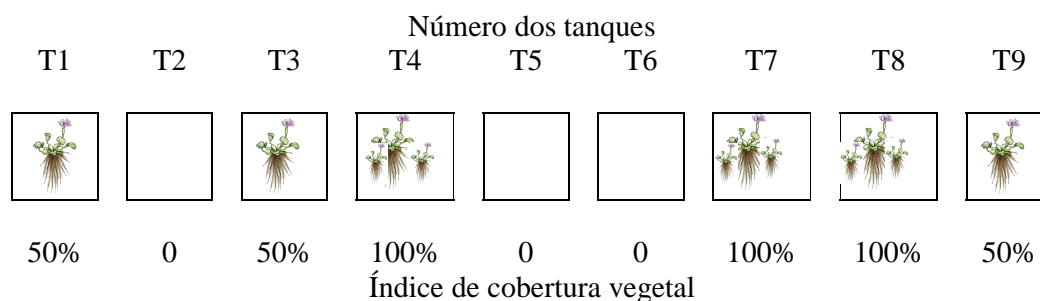 Número dos tanques
T1 T2 T3 T4 T5 T6 T7 T8 T9
50% 0 50% 100% 0 0 100% 100% 50%
Índice de cobertura vegetal